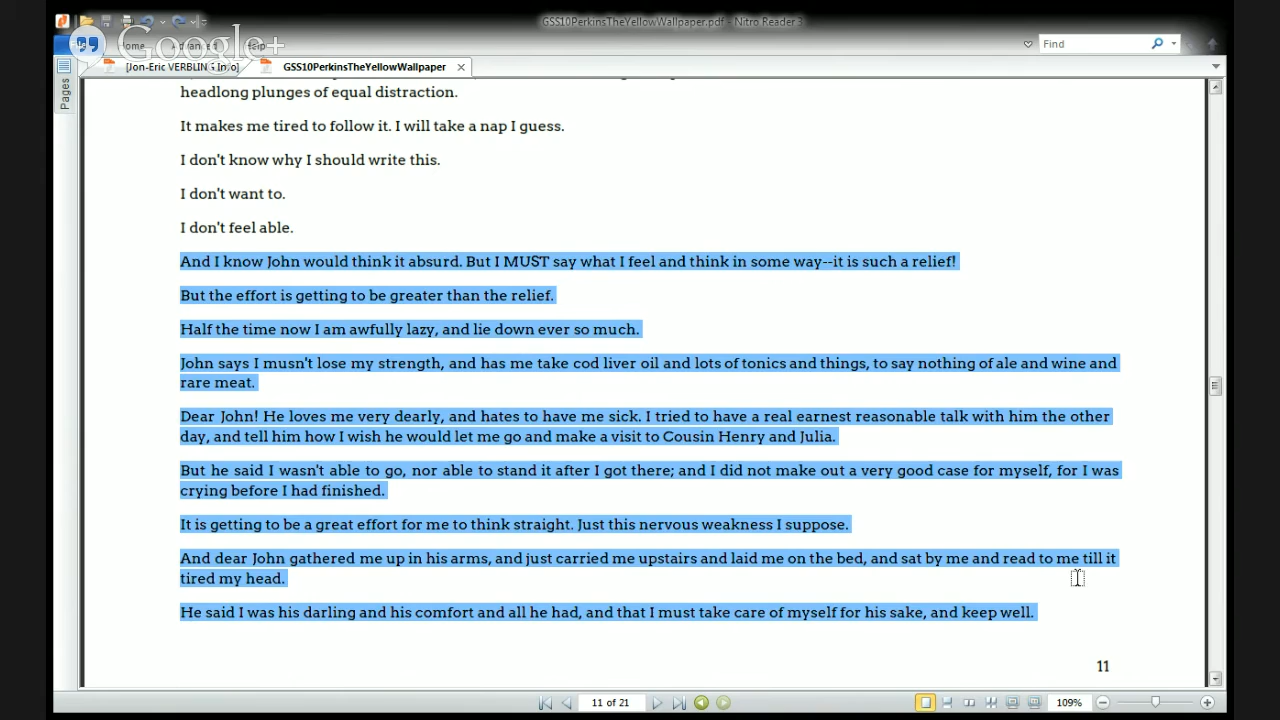 GSS10PerkinsTheYellowWallpaper.pdf - Nitro Reader 3
Google+
Home Advanced Help
Find
[Jon-Eric VERBLING Info]
GSS10PerkinsTheYellowWallpaper
Pages
headlong plunges of equal distraction.
It makes me tired to follow it. I will take a nap I guess.
I don't know why I should write this.
I don't want to.
I don't feel able.
And I know John would think it absurd. But I MUST say what I feel and think in some way--it is such a relief!
But the effort is getting to be greater than the relief.
Half the time now I am awfully lazy, and lie down ever so much.
John says I musn't lose my strength, and has me take cod liver oil and lots of tonics and things, to say nothing of ale and wine and
rare meat.
Dear John! He loves me very dearly, and hates to have me sick. I tried to have a real earnest reasonable talk with him the other
day, and tell him how I wish he would let me go and make a visit to Cousin Henry and Julia.
But he said I wasn't able to go, nor able to stand it after I got there; and I did not make out a very good case for myself, for I was
crying before I had finished.
It is getting to be a great effort for me to think straight. Just this nervous weakness I suppose.
And dear John gathered me up in his arms, and just carried me upstairs and laid me on the bed, and sat by me and read to me till it
tired my head.
He said I was his darling and his comfort and all he had, and that I must take care of myself for his sake, and keep well.
11
11 of 21
109%